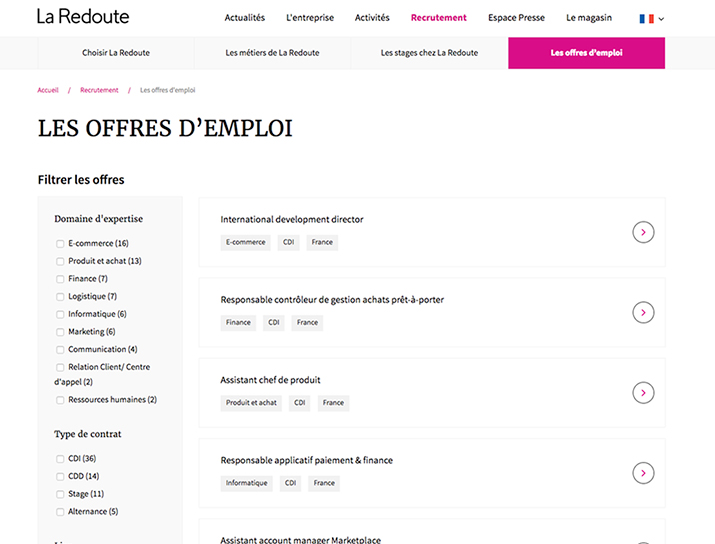 La Redoute
Actualités L'entreprise Activités Recrutement Espace Presse Le magasin
Choisir La Redoute Les métiers de La Redoute Les stages chez La Redoute Les offres d'emploi
Accueil / Recrutement / Les offres d'emploi
LES OFFRES D'EMPLOI
Filtrer les offres
Domaine d'expertise
E-commerce (16)
Produit et achat (13)
Finance (7)
Logistique (7)
Informatique (6)
Marketing (6)
Communication (4)
Relation Client/ Centre
d'appel (2)
Ressources humaines (2)
Type de contrat
CDI (36)
CDD (14)
Stage (11)
Alternance (5)
International development director
E-commerce CDI France
Responsable contrôleur de gestion achats prêt-à-porter
Finance CDI France
Assistant chef de produit
Produit et achat CDI France
Responsable applicatif paiement & finance
Informatique CDI France
Assistant account manager Marketplace